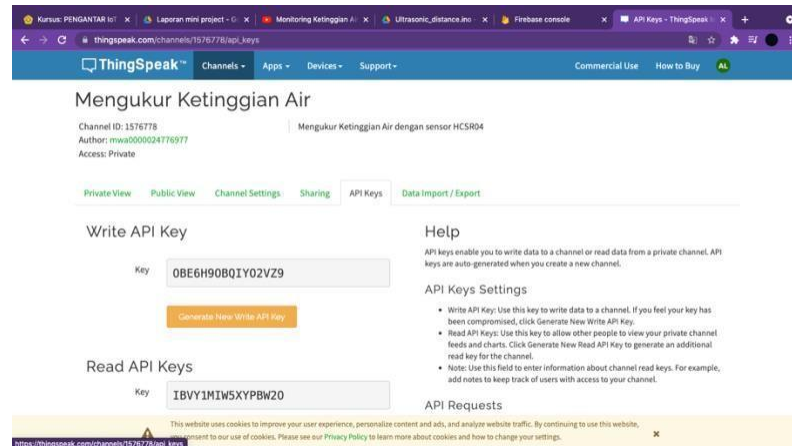 Kursus: PENGANTAR IoT
Laporan mini project - G
Monitoring Ketinggian Ai
Ultrasonic_distance.ino
Firebase console
API Keys - ThingSpeak
thingspeak.com/channels/1576778/api_keys
ThingSpeak™ Channels Apps Devices Support Commercial Use How to Buy AL
Mengukur Ketinggian Air
Channel ID: 1576778
Author: mwa0000024776977
Access: Private
Mengukur Ketinggian Air dengan sensor HCSR04
Private View Public View Channel Settings Sharing API Keys Data Import / Export
Write API Key
Key 0BE6H9OBQIYO2VZ9
Generate New Write API Key
Read API Keys
Key IBVY1MIW5XYPBW2O
Help
API keys enable you to write data to a channel or read data from a private channel. API
keys are auto-generated when you create a new channel.
API Keys Settings
• Write API Key: Use this key to write data to a channel. If you feel your key has
been compromised, click Generate New Write API Key.
• Read API Keys: Use this key to allow other people to view your private channel
feeds and charts. Click Generate New Read API Key to generate an additional
read key for the channel.
• Note: Use this field to enter information about channel read keys. For example,
add notes to keep track of users with access to your channel.
API Requests
This website uses cookies to improve your user experience, personalize content and ads, and analyze website traffic. By continuing to use this website,
you consent to our use of cookies. Please see our Privacy Policy to learn more about cookies and how to change your settings.
https://thingspeak.com/channels/1576778/api_keys